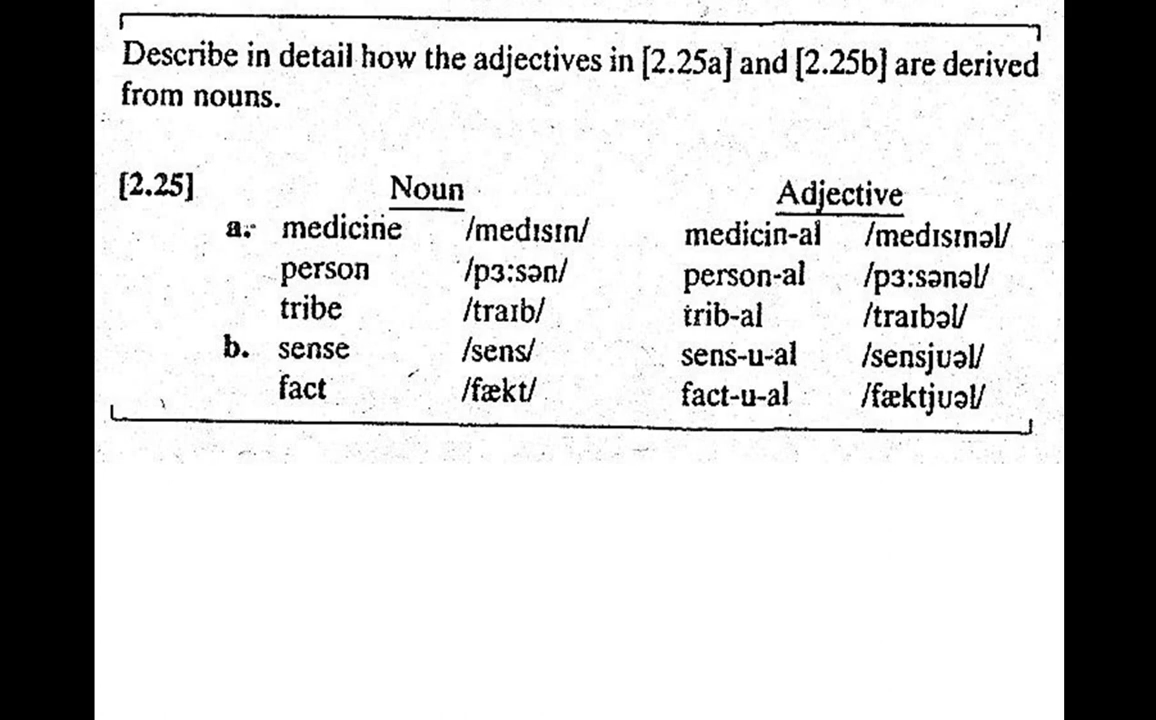 Describe in detail how the adjectives in [2.25a] and [2.25b] are derived
from nouns.
[2.25] Noun Adjective
a. medicine /medɪsɪn/ medicin-al /medɪsɪnəl/
person /pɜ:sən/ person-al /pɜ:sənəl/
tribe /traɪb/ trib-al /traɪbəl/
b. sense /sens/ sens-u-al /sensjʊəl/
fact /fækt/ fact-u-al /fæktjʊəl/